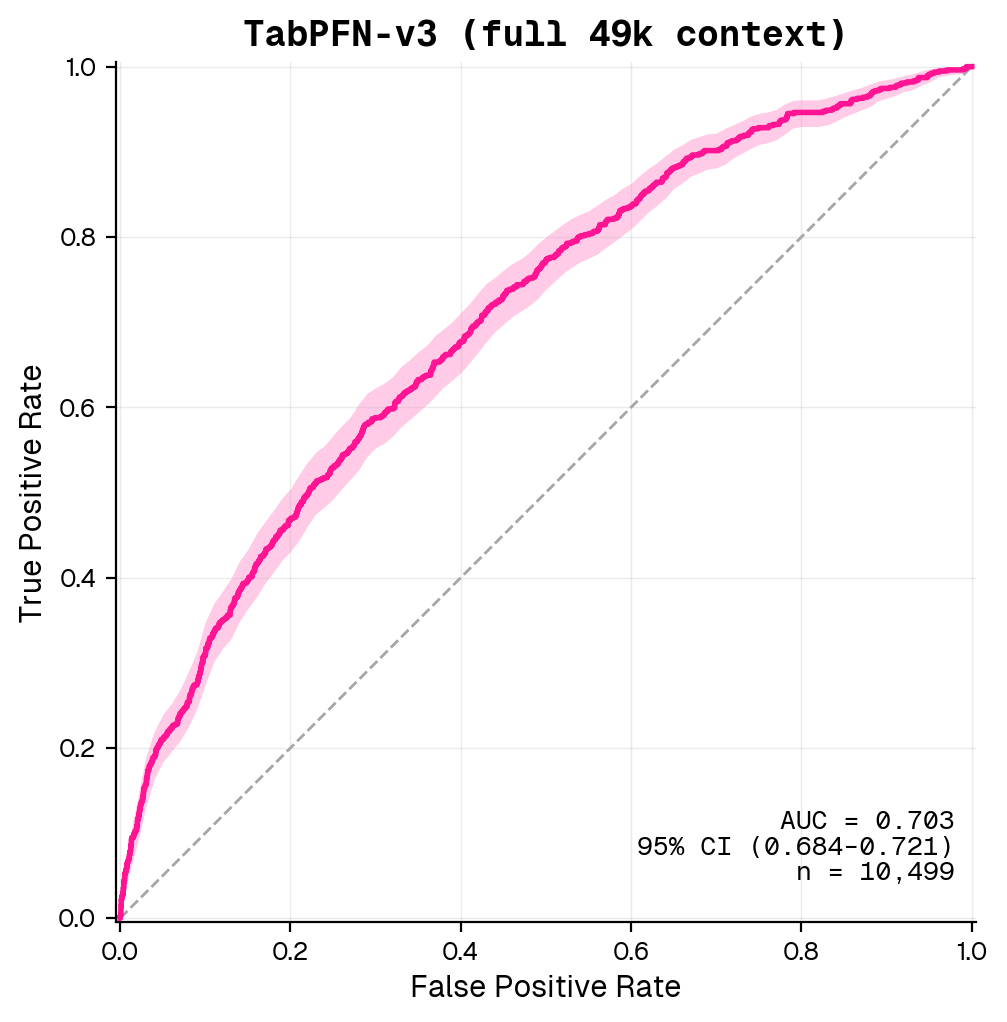 TabPFN-v3 (full 49k context)
True Positive Rate
1.0
0.8
0.6
0.4
0.2
0.0
AUC = 0.703
95% CI (0.684–0.721)
n = 10,499
0.0 0.2 0.4 0.6 0.8 1.0
False Positive Rate